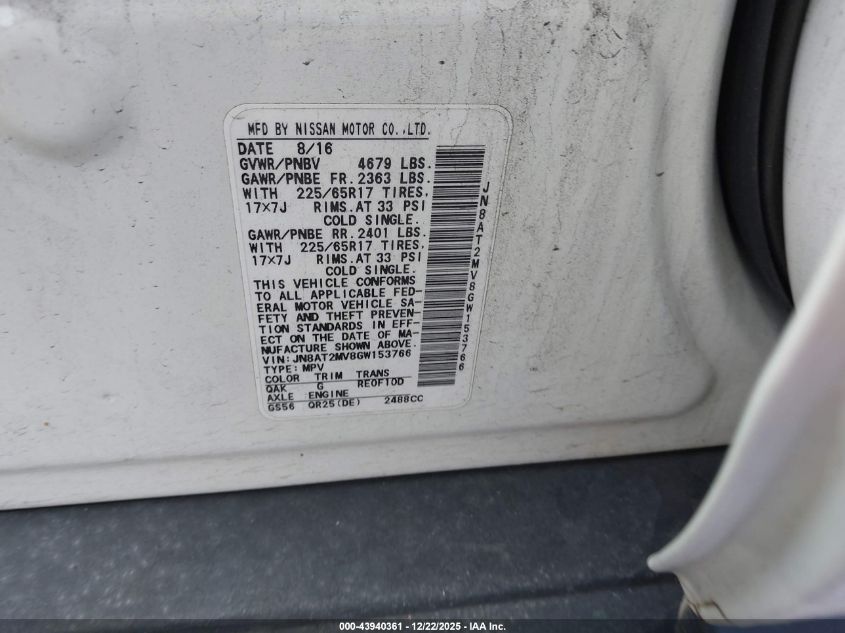 MFD BY NISSAN MOTOR CO.,LTD.
DATE 8/16
GVWR/PNBV 4679 LBS.
GAWR/PNBE FR. 2363 LBS.
WITH 225/65R17 TIRES,
17×7J RIMS.AT 33 PSI
COLD SINGLE.
GAWR/PNBE RR. 2401 LBS.
WITH 225/65R17 TIRES,
17×7J RIMS.AT 33 PSI
COLD SINGLE.
THIS VEHICLE CONFORMS
TO ALL APPLICABLE FED-
ERAL MOTOR VEHICLE SA-
FETY AND THEFT PREVEN-
TION STANDARDS IN EFF-
ECT ON THE DATE OF MA-
NUFACTURE SHOWN ABOVE.
VIN:JN8AT2MV8GW153766
TYPE:MPV
COLOR TRIM TRANS
QAK G RE0F10D
AXLE ENGINE
GS56 QR25(DE) 2488CC
JN8AT2MV8GW153766
000-43940361 - 12/22/2025 - IAA Inc.